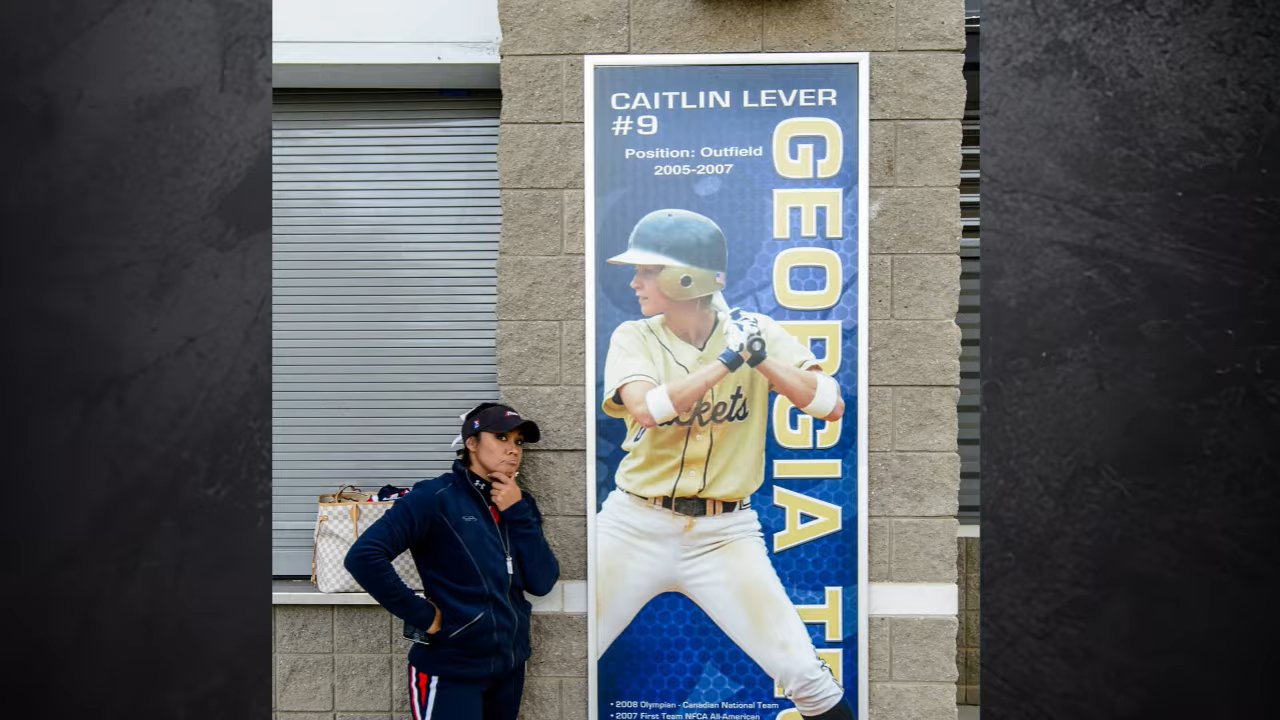 CAITLIN LEVER
#9
Position: Outfield
2005-2007
GEORGIA TEC
ckets
• 2008 Olympian - Canadian National Team
• 2007 First Team NFCA All-American